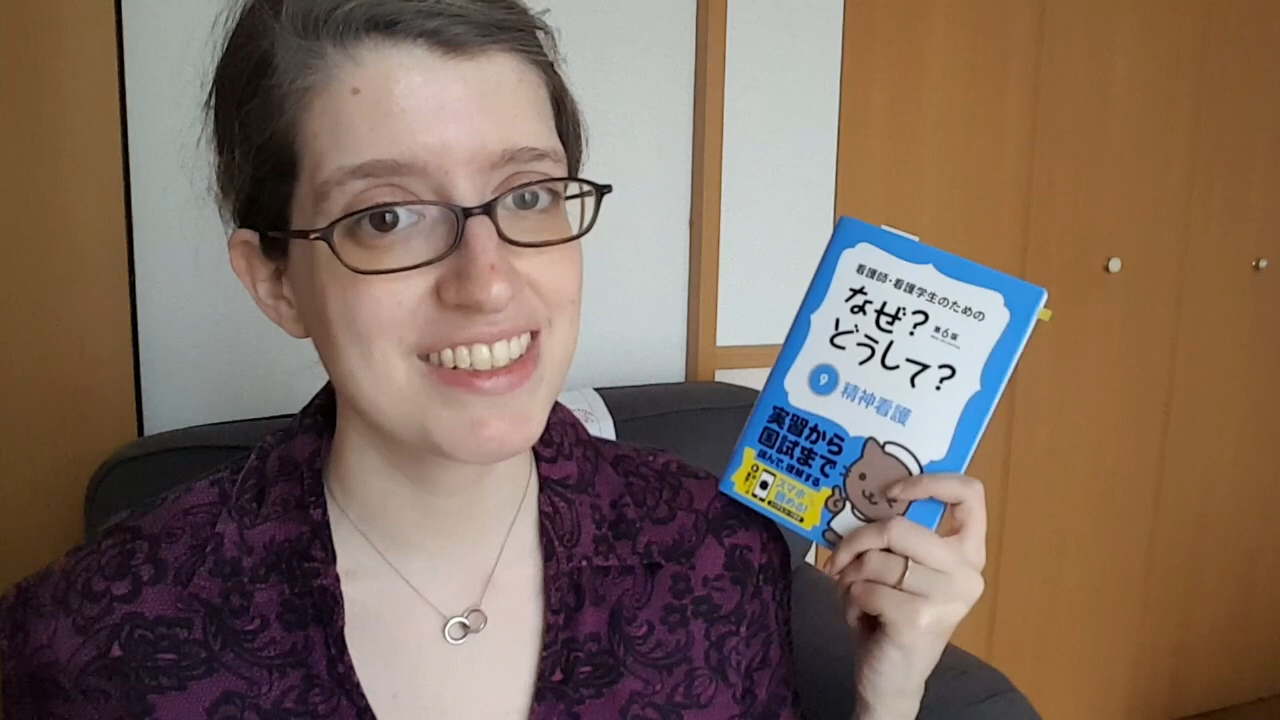 看護師・看護学生のための
なぜ?
第6版
どうして?
9 精神看護
実習から
国試まで
読んで、理解する
スマホで
読める!